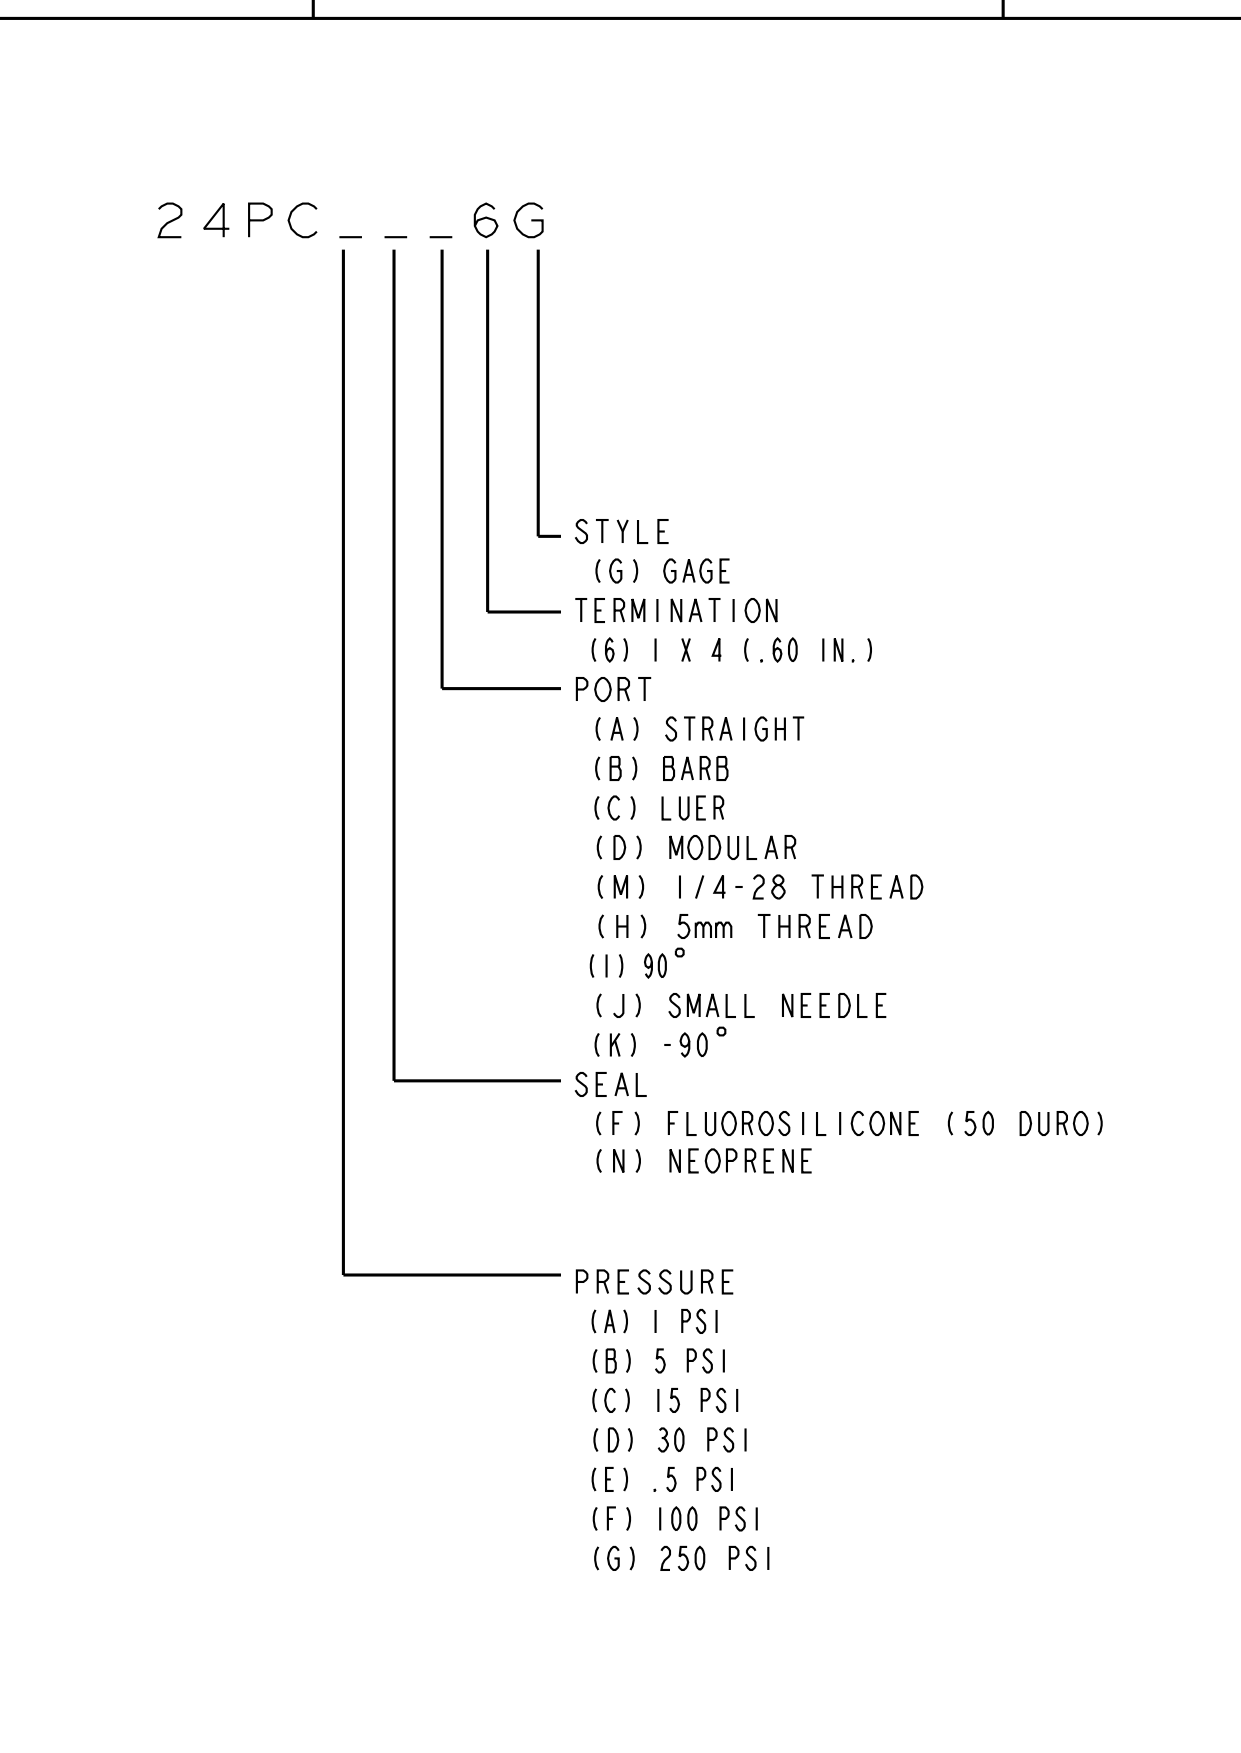 24PC___6G
STYLE
(G) GAGE
TERMINATION
(6) 1 X 4 (.60 IN.)
PORT
(A) STRAIGHT
(B) BARB
(C) LUER
(D) MODULAR
(M) 1/4-28 THREAD
(H) 5mm THREAD
(I) 90°
(J) SMALL NEEDLE
(K) -90°
SEAL
(F) FLUOROSILICONE (50 DURO)
(N) NEOPRENE
PRESSURE
(A) 1 PSI
(B) 5 PSI
(C) 15 PSI
(D) 30 PSI
(E) .5 PSI
(F) 100 PSI
(G) 250 PSI